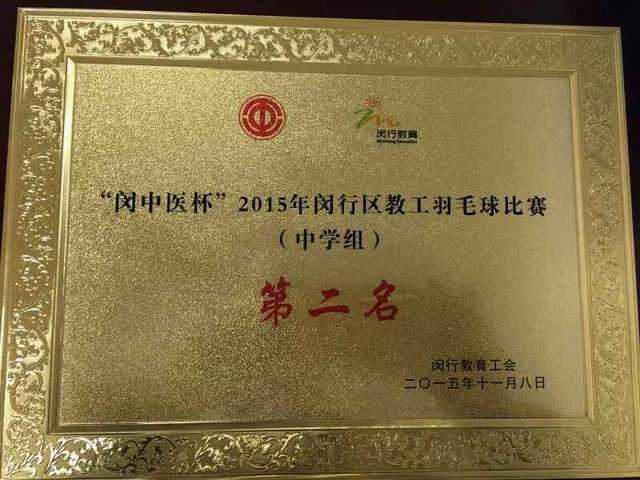 闵行教育
Minhang Education
“闵中医杯”2015年闵行区教工羽毛球比赛
（中学组）
第二名
闵行教育工会
二〇一五年十一月八日